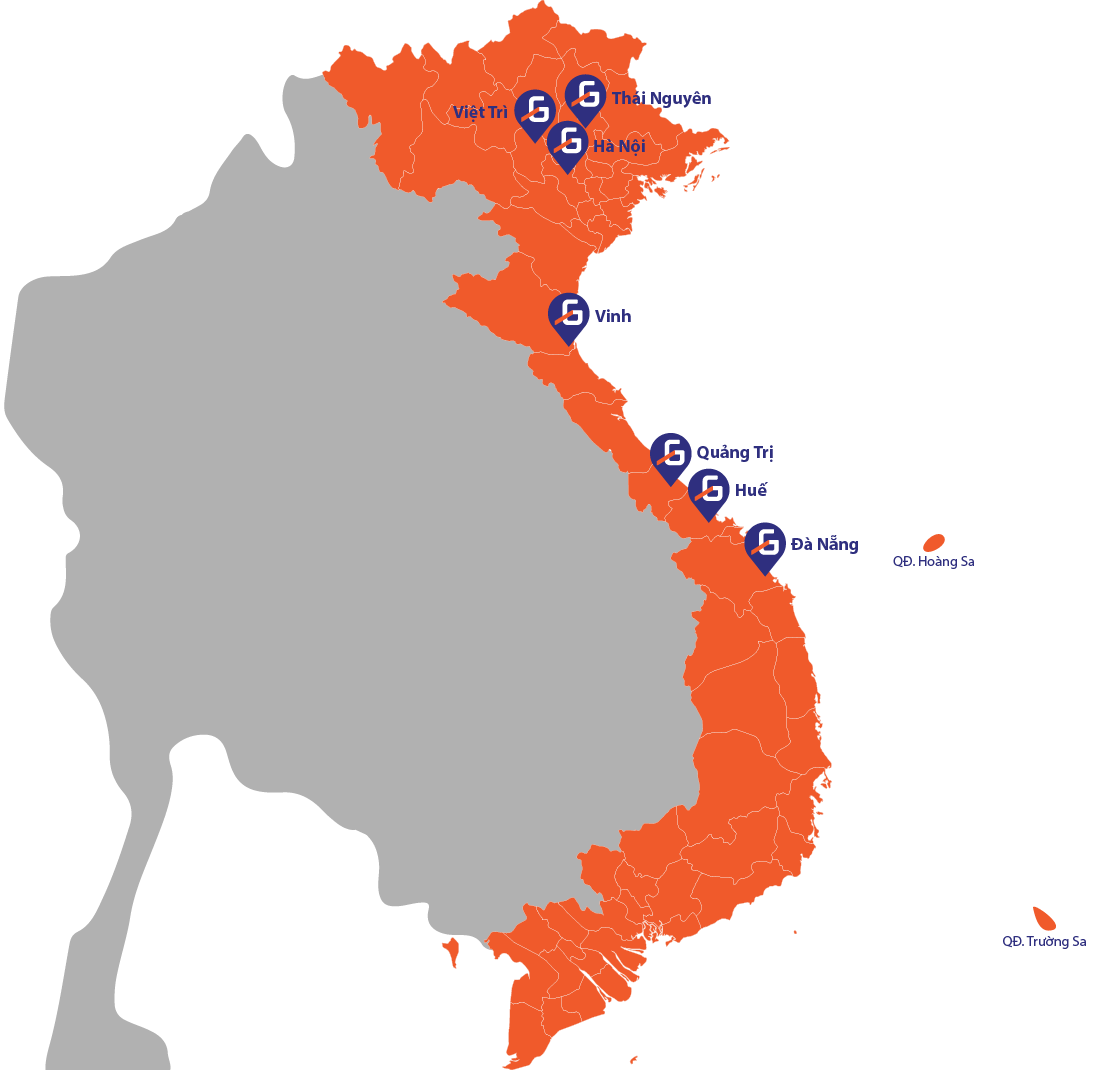 Thái Nguyên
Việt Trì
Hà Nội
Vinh
Quảng Trị
Huế
Đà Nẵng
QĐ. Hoàng Sa
QĐ. Trường Sa